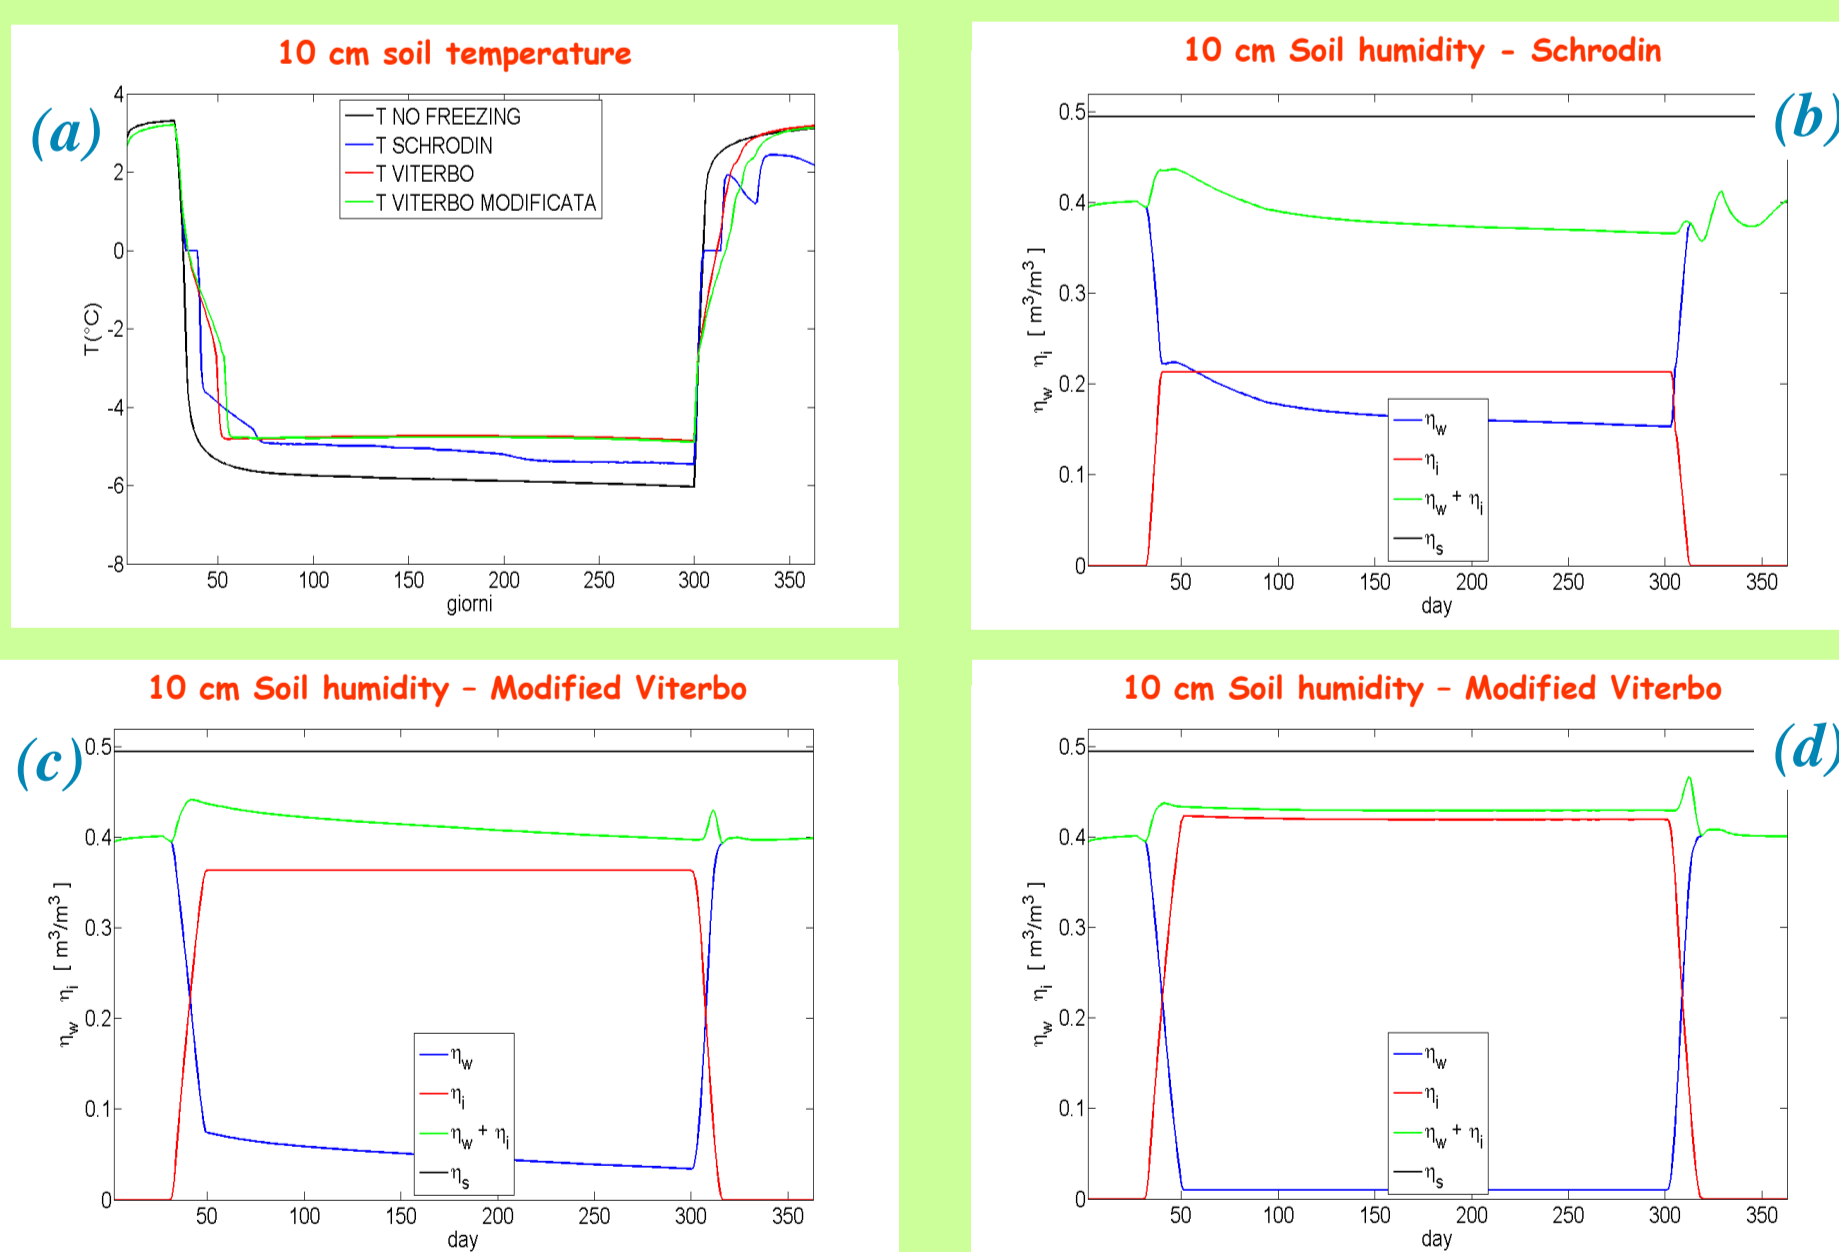 10 cm soil temperature
(a)
4
2
0
-2
-4
-6
-8
T(°C)
T NO FREEZING
T SCHRODIN
T VITERBO
T VITERBO MODIFICATA
50 100 150 200 250 300 350
giorni
10 cm Soil humidity - Schrodin
(b)
0.5
0.4
0.3
0.2
0.1
0
ηw ηi [ m³/m³ ]
ηw
ηi
ηw + ηi
ηs
50 100 150 200 250 300 350
day
10 cm Soil humidity - Modified Viterbo
(c)
0.5
0.4
0.3
0.2
0.1
0
ηw ηi [ m³/m³ ]
ηw
ηi
ηw + ηi
ηs
50 100 150 200 250 300 350
day
10 cm Soil humidity - Modified Viterbo
(d)
0.5
0.4
0.3
0.2
0.1
0
ηw ηi [ m³/m³ ]
ηw
ηi
ηw + ηi
ηs
50 100 150 200 250 300 350
day